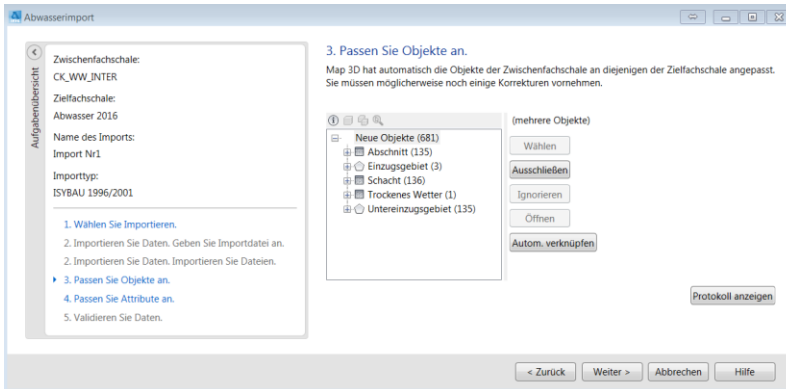 Abwasserimport
Aufgabenübersicht
Zwischenfachschale:
CK_WW_INTER
Zielfachschale:
Abwasser 2016
Name des Imports:
Import Nr1
Importtyp:
ISYBAU 1996/2001
1. Wählen Sie Importieren.
2. Importieren Sie Daten. Geben Sie Importdatei an.
2. Importieren Sie Daten. Importieren Sie Dateien.
3. Passen Sie Objekte an.
4. Passen Sie Attribute an.
5. Validieren Sie Daten.
3. Passen Sie Objekte an.
Map 3D hat automatisch die Objekte der Zwischenfachschale an diejenigen der Zielfachschale angepasst.
Sie müssen möglicherweise noch einige Korrekturen vornehmen.
Neue Objekte (681)
Abschnitt (135)
Einzugsgebiet (3)
Schacht (136)
Trockenes Wetter (1)
Untereinzugsgebiet (135)
(mehrere Objekte)
Wählen
Ausschließen
Ignorieren
Öffnen
Autom. verknüpfen
Protokoll anzeigen
< Zurück
Weiter >
Abbrechen
Hilfe